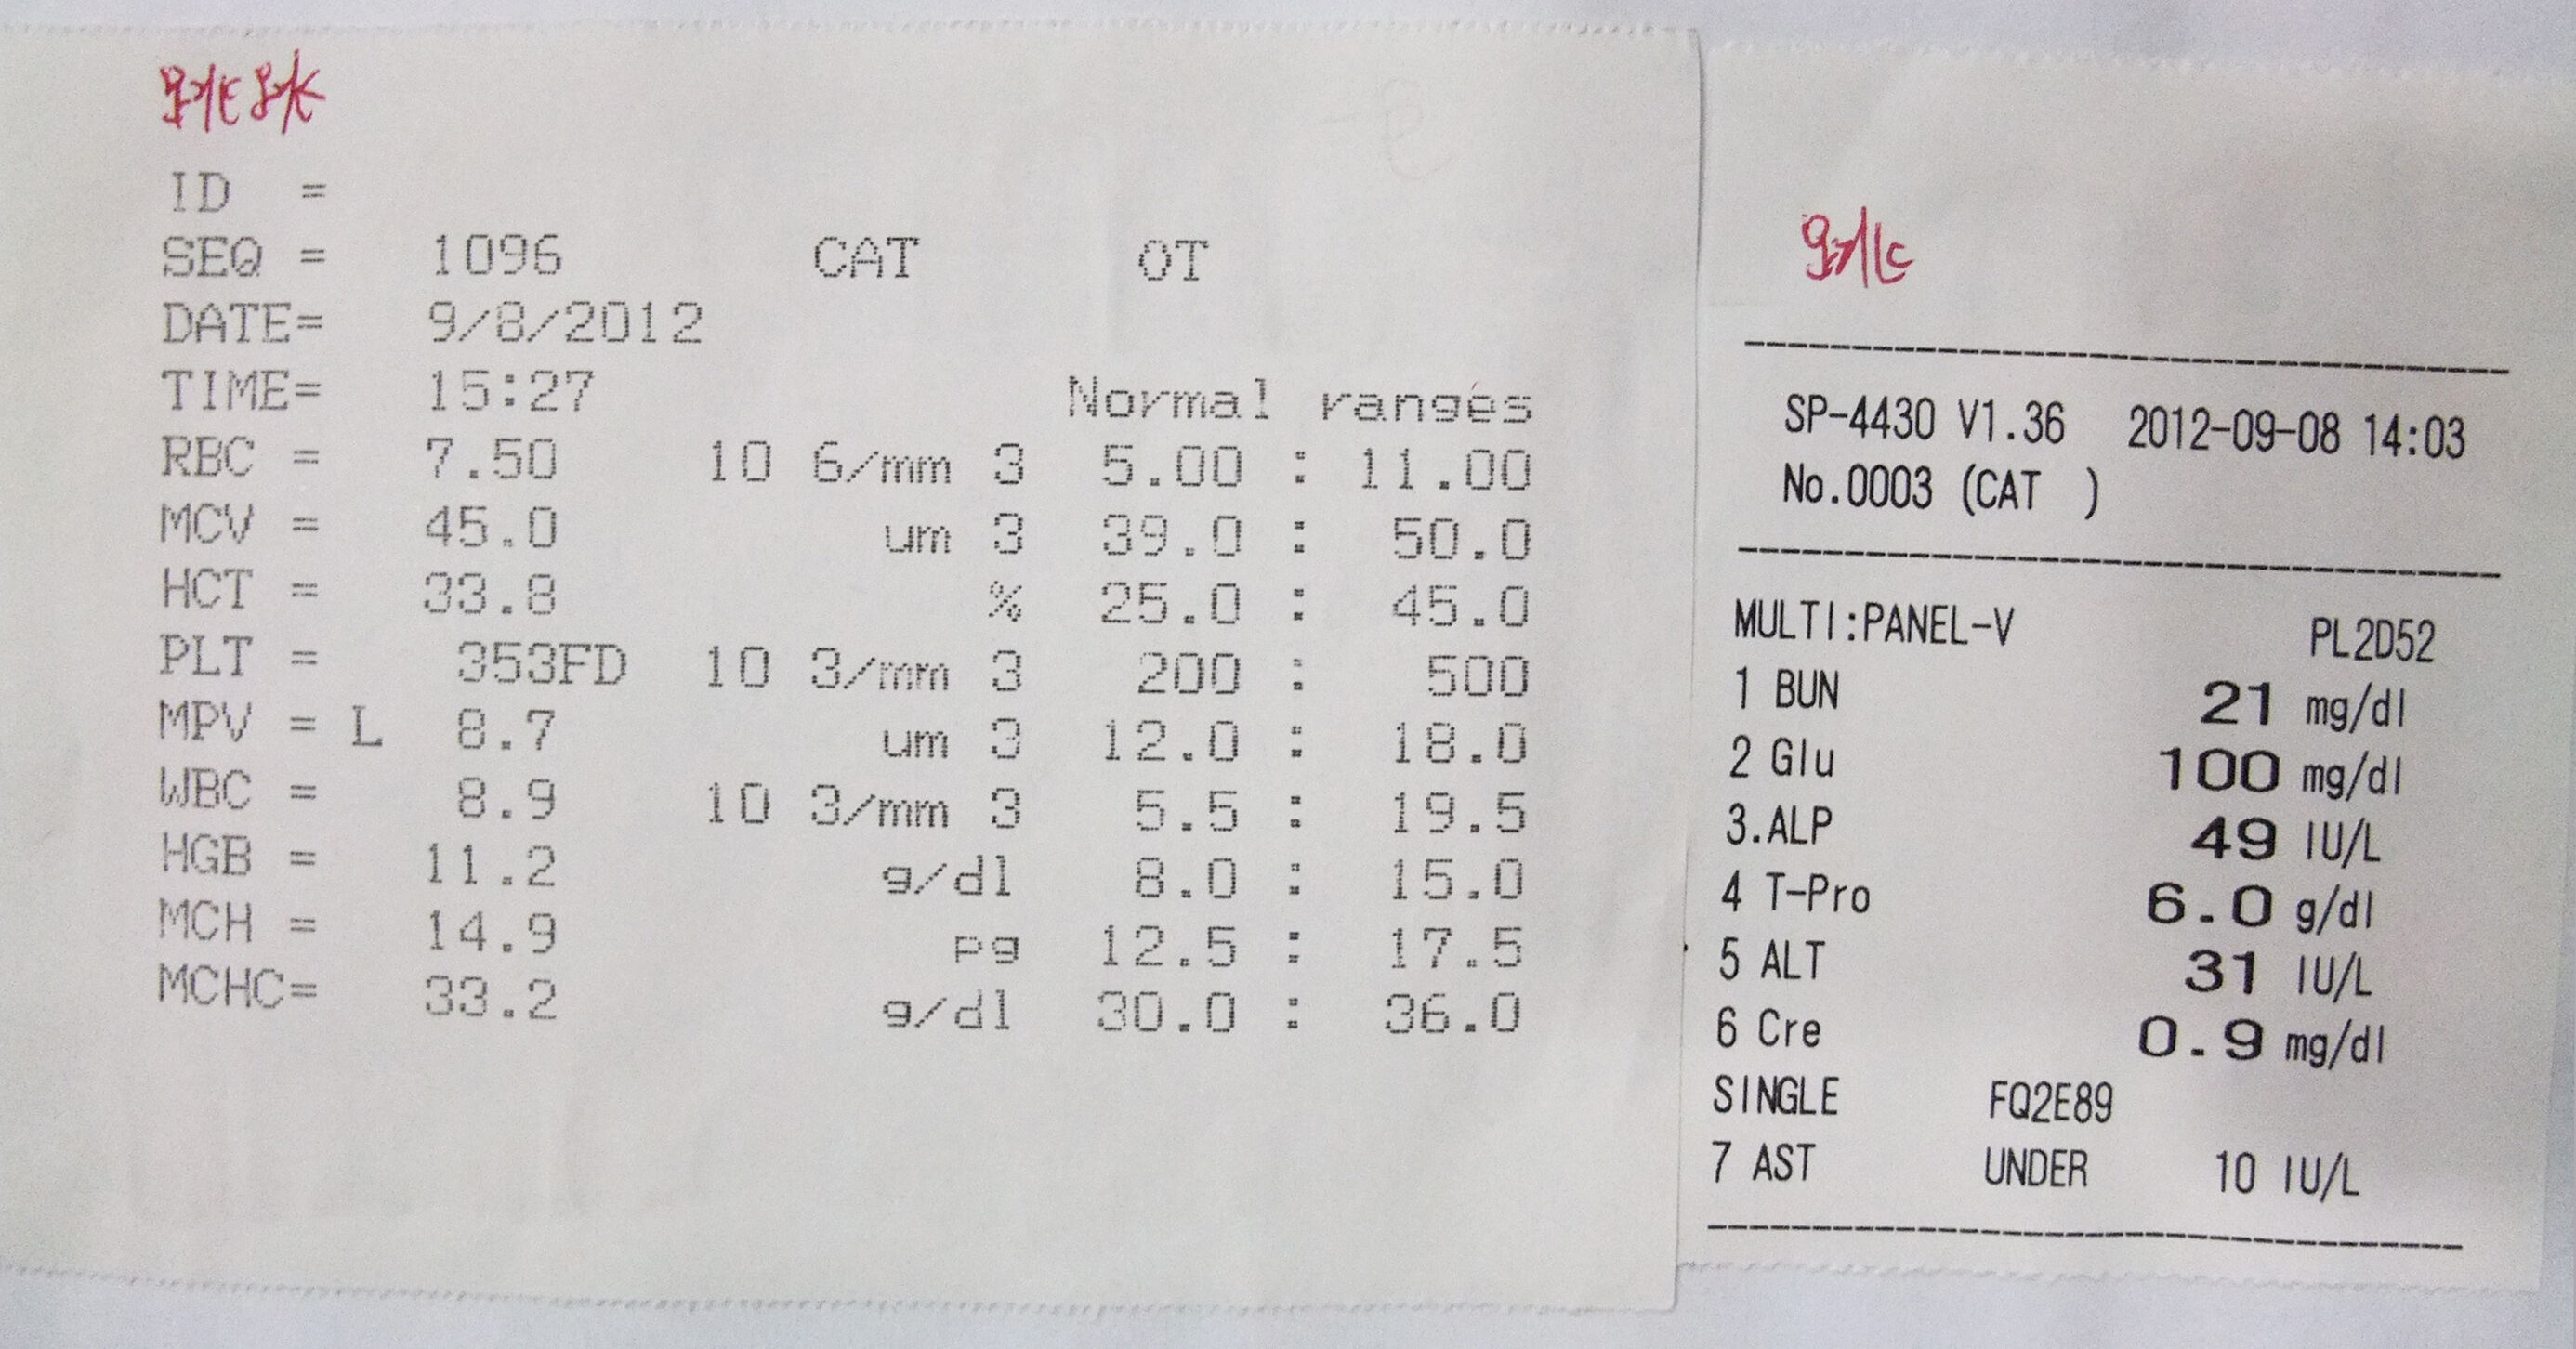 跳跳
ID =
SEQ = 1096 CAT OT
DATE= 9/8/2012
TIME= 15:27 Normal ranges
RBC = 7.50 10 6/mm 3 5.00 : 11.00
MCV = 45.0 um 3 39.0 : 50.0
HCT = 33.8 % 25.0 : 45.0
PLT = 353FD 10 3/mm 3 200 : 500
MPV = L 8.7 um 3 12.0 : 18.0
WBC = 8.9 10 3/mm 3 5.5 : 19.5
HGB = 11.2 g/dl 8.0 : 15.0
MCH = 14.9 pg 12.5 : 17.5
MCHC= 33.2 g/dl 30.0 : 36.0
跳
SP-4430 V1.36 2012-09-08 14:03
No.0003 (CAT )
MULTI:PANEL-V PL2D52
1 BUN 21 mg/dl
2 Glu 100 mg/dl
3.ALP 49 IU/L
4 T-Pro 6.0 g/dl
5 ALT 31 IU/L
6 Cre 0.9 mg/dl
SINGLE FQ2E89
7 AST UNDER 10 IU/L